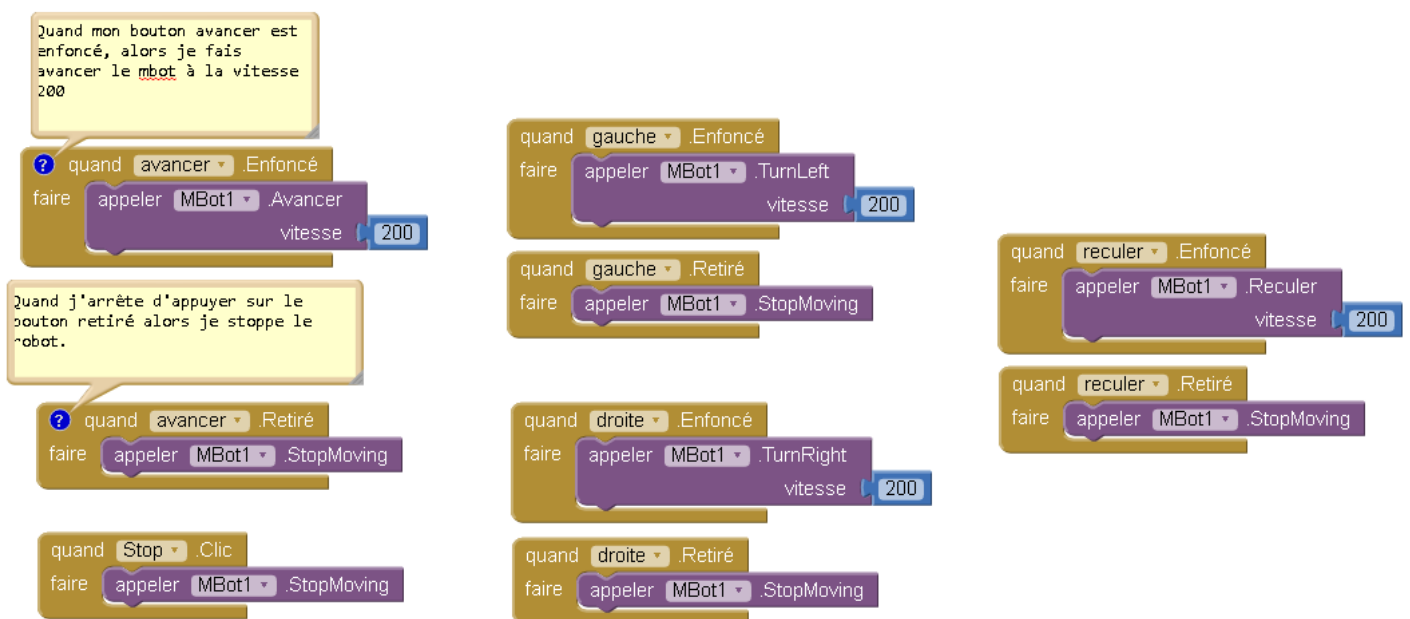 Quand mon bouton avancer est
enfoncé, alors je fais
avancer le mbot à la vitesse
200
? quand avancer .Enfoncé
faire appeler MBot1 .Avancer
vitesse 200
Quand j'arrête d'appuyer sur le
bouton retiré alors je stoppe le
robot.
? quand avancer .Retiré
faire appeler MBot1 .StopMoving
quand Stop .Clic
faire appeler MBot1 .StopMoving
quand gauche .Enfoncé
faire appeler MBot1 .TurnLeft
vitesse 200
quand gauche .Retiré
faire appeler MBot1 .StopMoving
quand droite .Enfoncé
faire appeler MBot1 .TurnRight
vitesse 200
quand droite .Retiré
faire appeler MBot1 .StopMoving
quand reculer .Enfoncé
faire appeler MBot1 .Reculer
vitesse 200
quand reculer .Retiré
faire appeler MBot1 .StopMoving